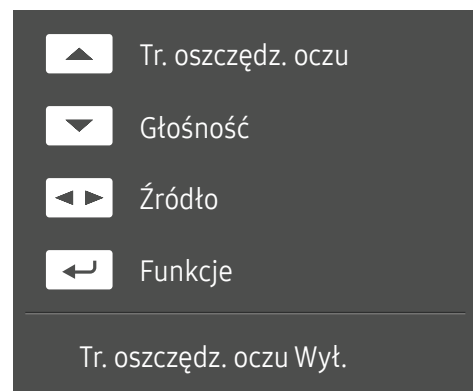 Tr. oszczędz. oczu
Głośność
Źródło
Funkcje
Tr. oszczędz. oczu Wył.